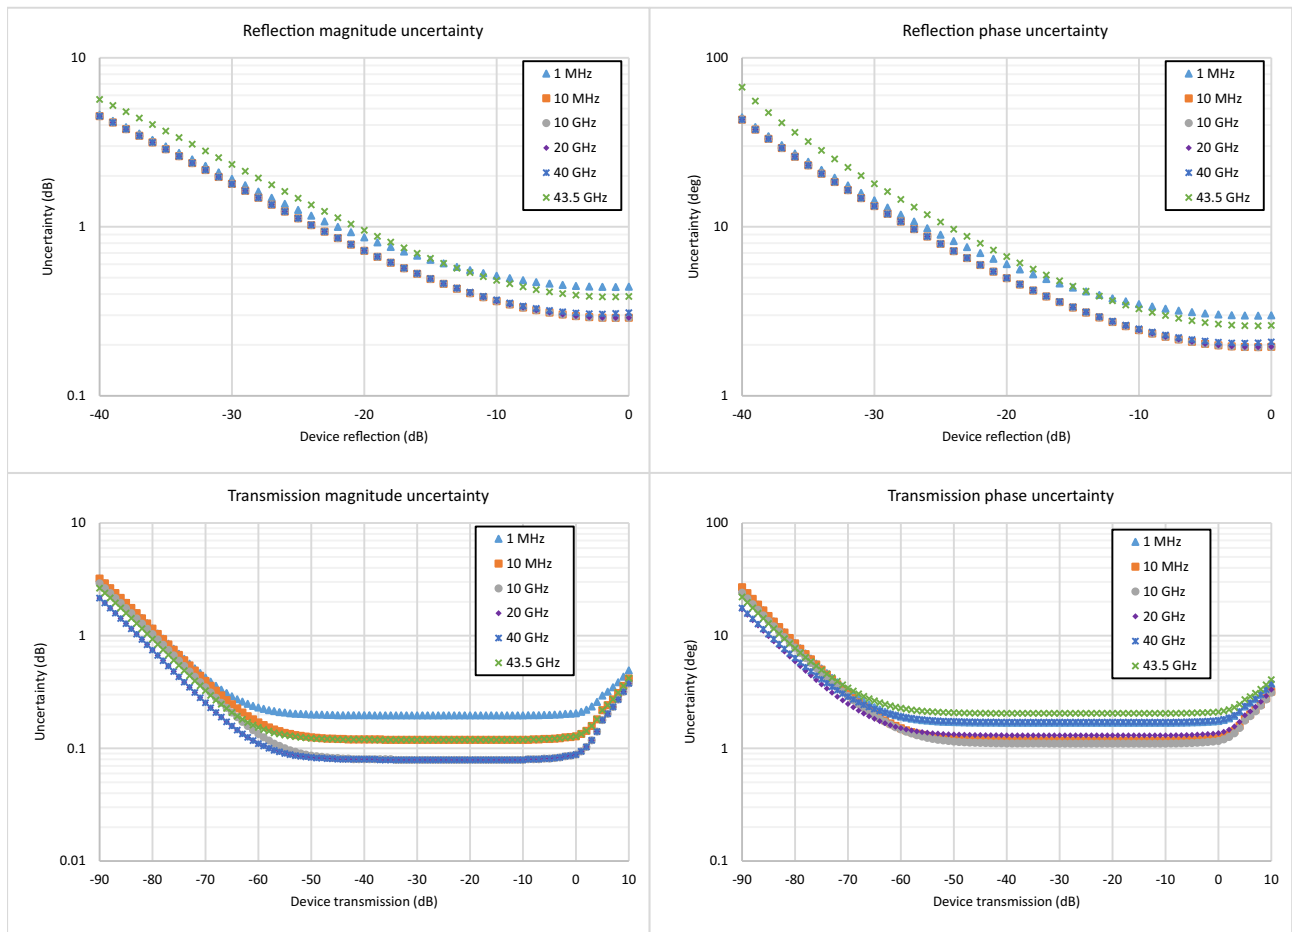 Reflection magnitude uncertainty
10
1
0.1
Uncertainty (dB)
1 MHz
10 MHz
10 GHz
20 GHz
40 GHz
43.5 GHz
-40 -30 -20 -10 0
Device reflection (dB)
Reflection phase uncertainty
100
10
1
Uncertainty (deg)
1 MHz
10 MHz
10 GHz
20 GHz
40 GHz
43.5 GHz
-40 -30 -20 -10 0
Device reflection (dB)
Transmission magnitude uncertainty
10
1
0.1
0.01
Uncertainty (dB)
1 MHz
10 MHz
10 GHz
20 GHz
40 GHz
43.5 GHz
-90 -80 -70 -60 -50 -40 -30 -20 -10 0 10
Device transmission (dB)
Transmission phase uncertainty
100
10
1
0.1
Uncertainty (deg)
1 MHz
10 MHz
10 GHz
20 GHz
40 GHz
43.5 GHz
-90 -80 -70 -60 -50 -40 -30 -20 -10 0 10
Device transmission (dB)